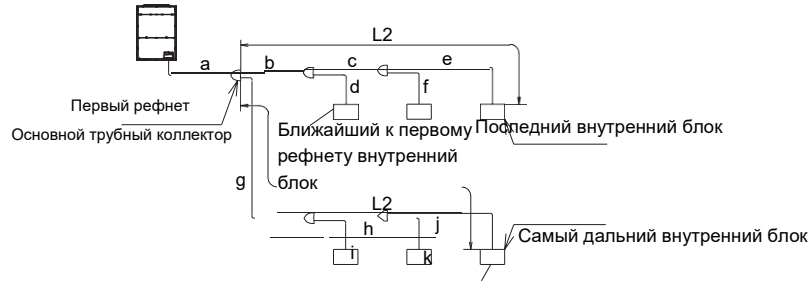 L2
a b c e
d f
Первый рефнет
Основной трубный коллектор
Ближайший к первому
рефнету внутренний
блок
Последний внутренний блок
g
L2
h j
i k
Самый дальний внутренний блок